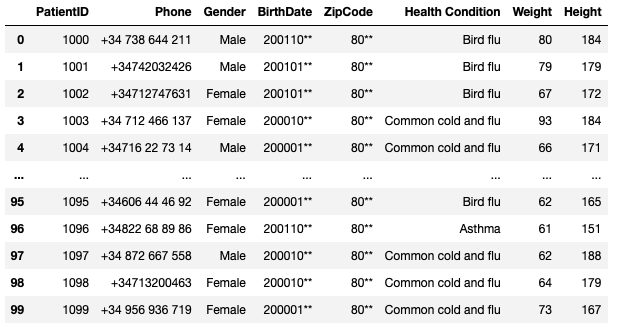 PatientID Phone Gender BirthDate ZipCode Health Condition Weight Height
0 1000 +34 738 644 211 Male 200110** 80** Bird flu 80 184
1 1001 +34742032426 Male 200101** 80** Bird flu 79 179
2 1002 +34712747631 Female 200101** 80** Bird flu 67 172
3 1003 +34 712 466 137 Female 200010** 80** Common cold and flu 93 184
4 1004 +34716 22 73 14 Male 200001** 80** Common cold and flu 66 171
... ... ... ... ... ... ... ... ...
95 1095 +34606 44 46 92 Female 200001** 80** Bird flu 62 165
96 1096 +34822 68 89 86 Female 200110** 80** Asthma 61 151
97 1097 +34 872 667 558 Male 200010** 80** Common cold and flu 62 188
98 1098 +34713200463 Female 200010** 80** Common cold and flu 64 179
99 1099 +34 956 936 719 Female 200001** 80** Common cold and flu 73 167